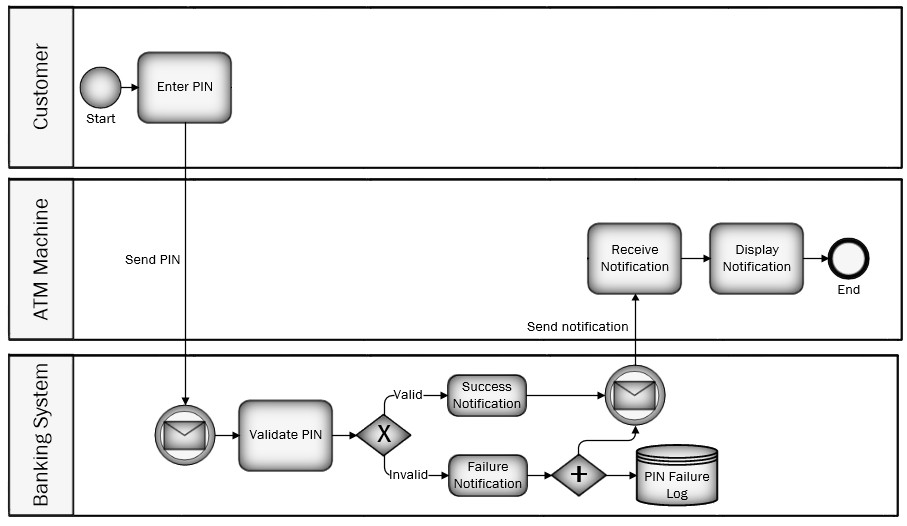 Customer
Start
Enter PIN
ATM Machine
Send PIN
Receive
Notification
Display
Notification
End
Send notification
Banking System
Validate PIN
X
Valid
Success
Notification
Invalid
Failure
Notification
+
PIN Failure
Log